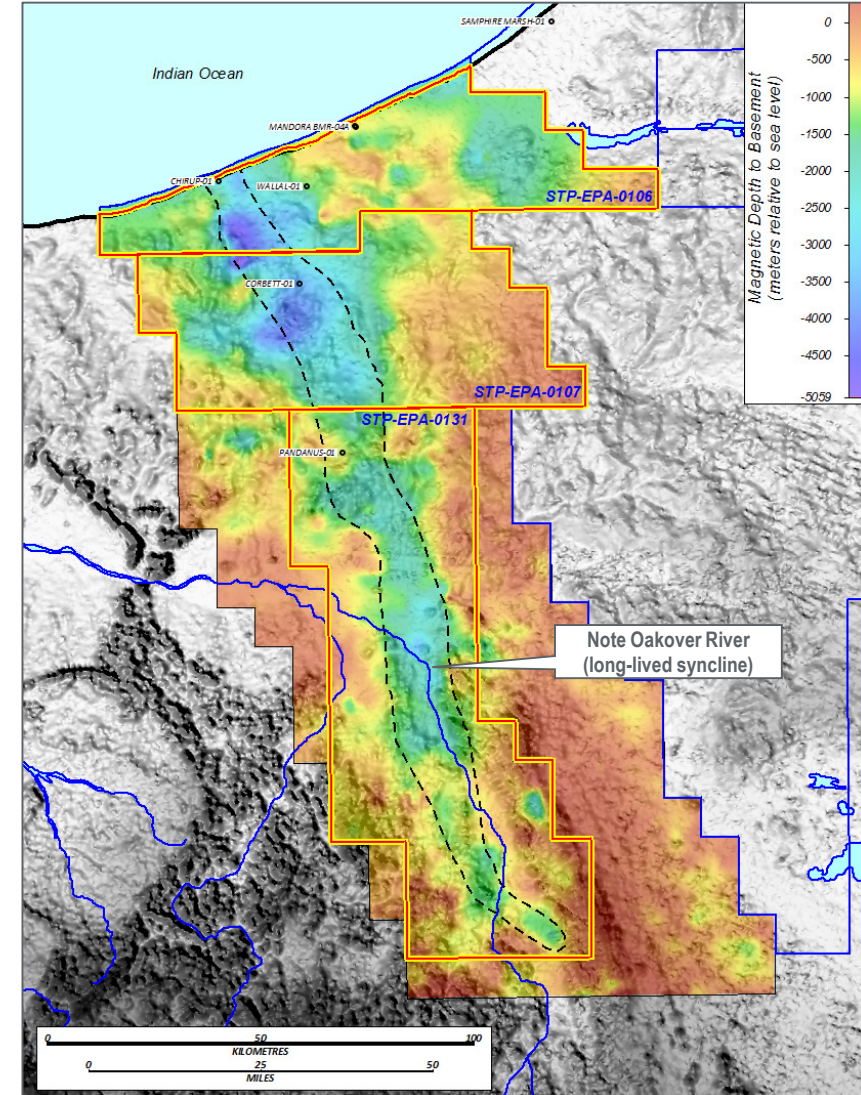 SAMPHIRE MARSH-01
Indian Ocean
MANDORA BMR-04A
CHIRUP-01
WALLAL-01
STP-EPA-0106
CORBETT-01
STP-EPA-0107
STP-EPA-0131
PANDANUS-01
Note Oakover River
(long-lived syncline)
Magnetic Depth to Basement
(meters relative to sea level)
0
-500
-1000
-1500
-2000
-2500
-3000
-3500
-4000
-4500
-5059
0 50 100
KILOMETRES
0 25 50
MILES